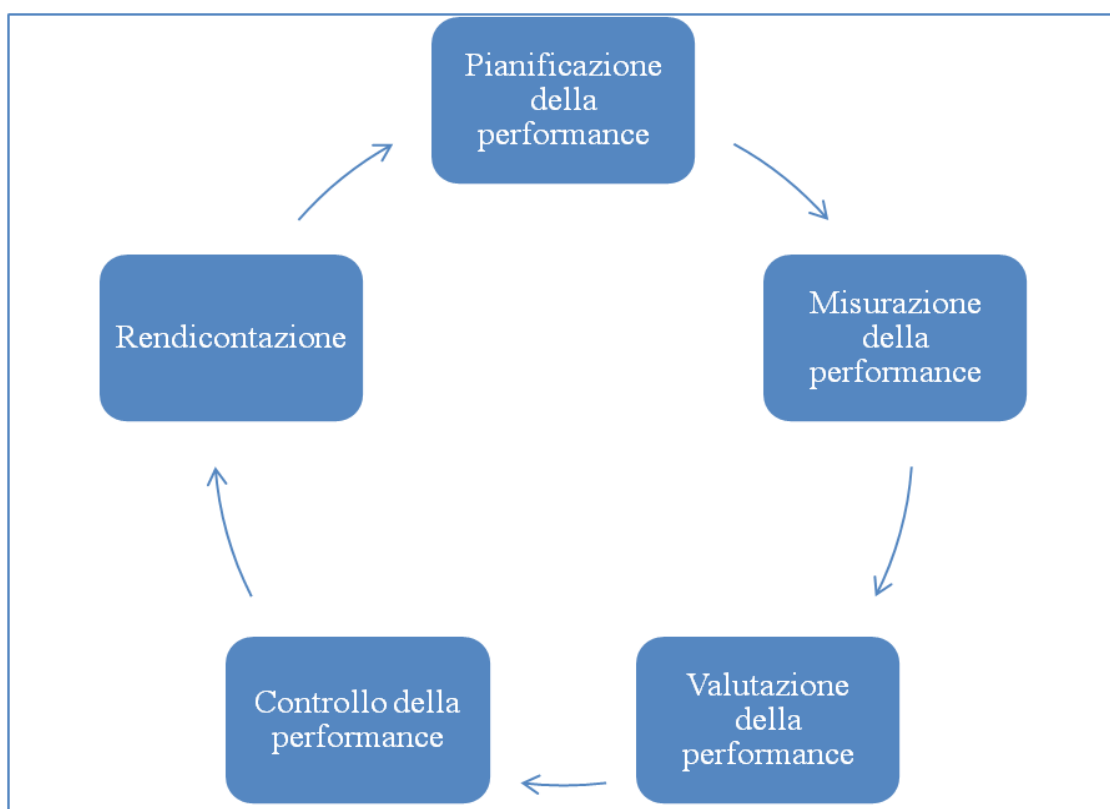 Pianificazione
della
performance
Misurazione
della
performance
Valutazione
della
performance
Controllo della
performance
Rendicontazione